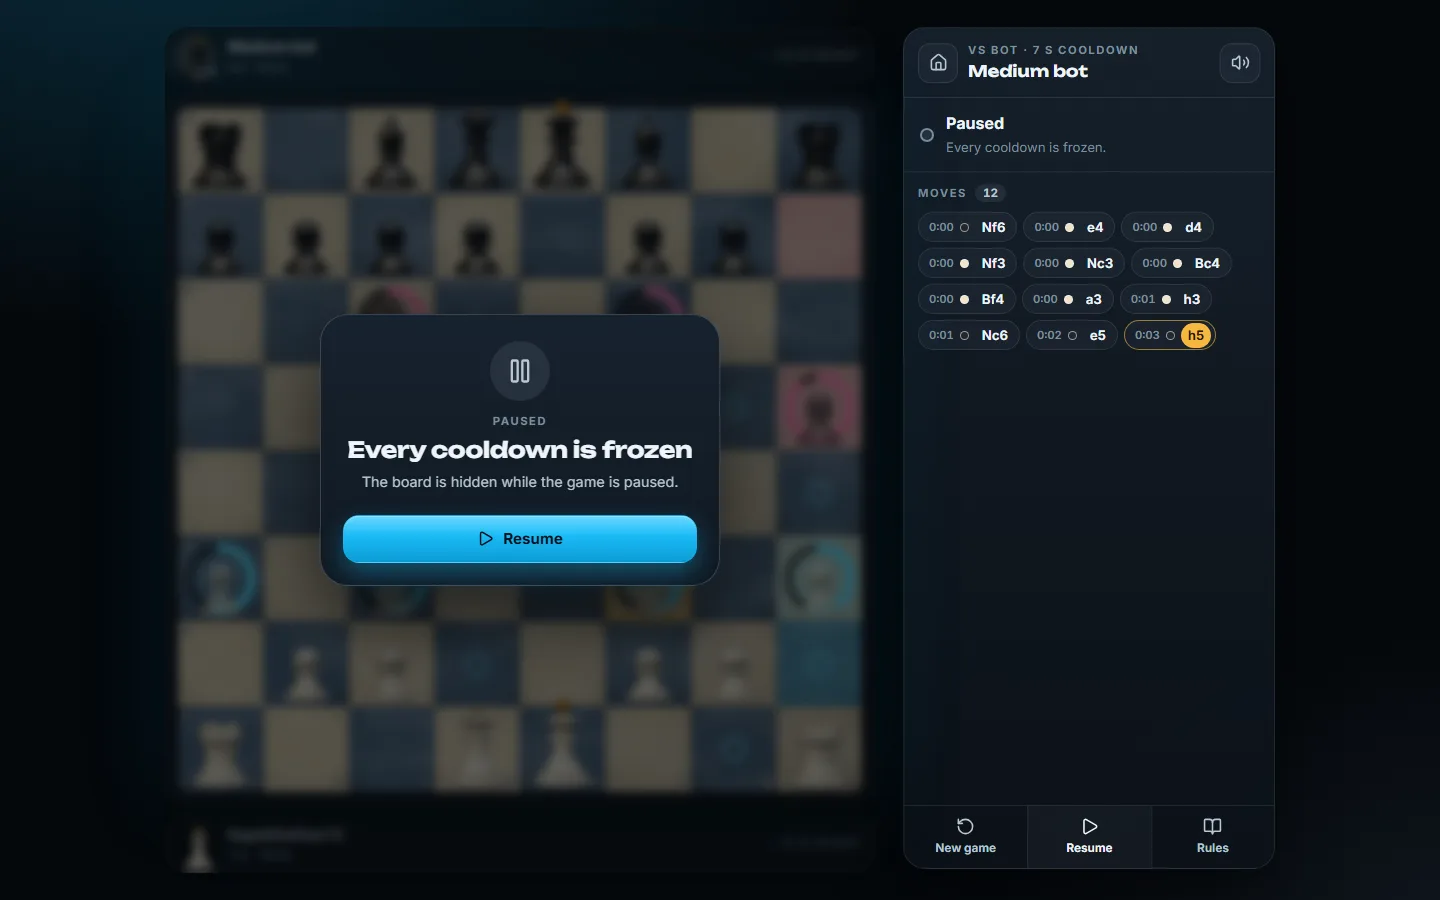 VS BOT · 7 S COOLDOWN
Medium bot
Paused
Every cooldown is frozen.
MOVES 12
0:00 Nf6 0:00 e4 0:00 d4
0:00 Nf3 0:00 Nc3 0:00 Bc4
0:00 Bf4 0:00 a3 0:01 h3
0:01 Nc6 0:02 e5 0:03 h5
PAUSED
Every cooldown is frozen
The board is hidden while the game is paused.
Resume
New game Resume Rules